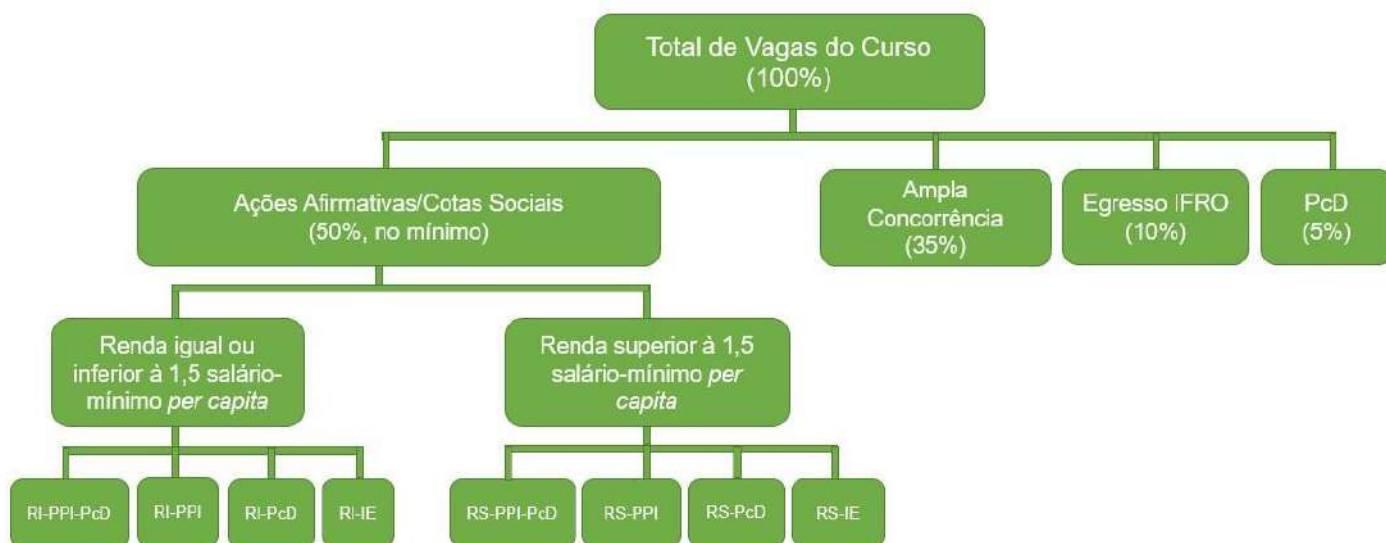 Total de Vagas do Curso
(100%)
Ações Afirmativas/Cotas Sociais
(50%, no mínimo)
Ampla
Concorrência
(35%)
Egresso IFRO
(10%)
PcD
(5%)
Renda igual ou
inferior à 1,5 salário-
mínimo per capita
Renda superior à 1,5
salário-mínimo per
capita
RI-PPI-PcD
RI-PPI
RI-PcD
RI-IE
RS-PPI-PcD
RS-PPI
RS-PcD
RS-IE